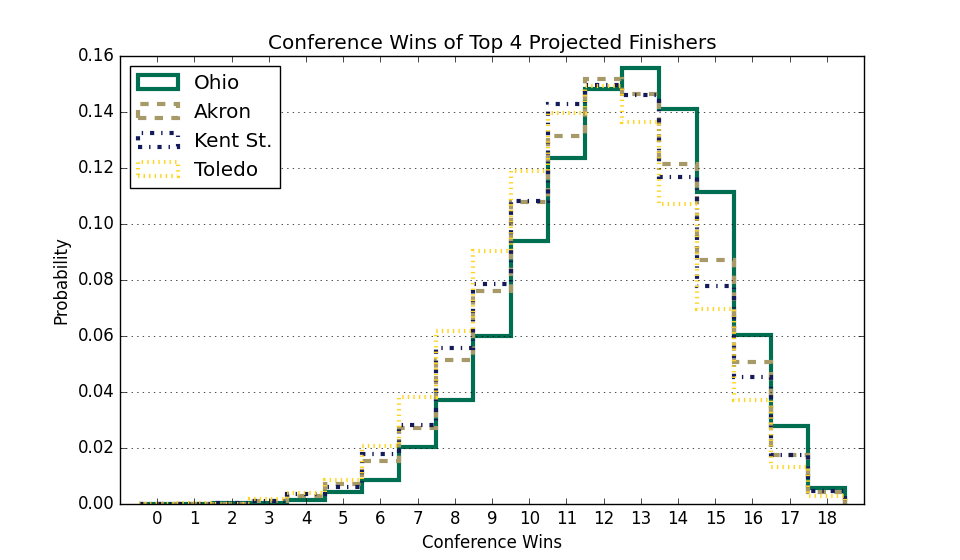 Conference Wins of Top 4 Projected Finishers
0.16
0.14
0.12
0.10
0.08
0.06
0.04
0.02
0.00
Probability
Ohio
Akron
Kent St.
Toledo
0 1 2 3 4 5 6 7 8 9 10 11 12 13 14 15 16 17 18
Conference Wins